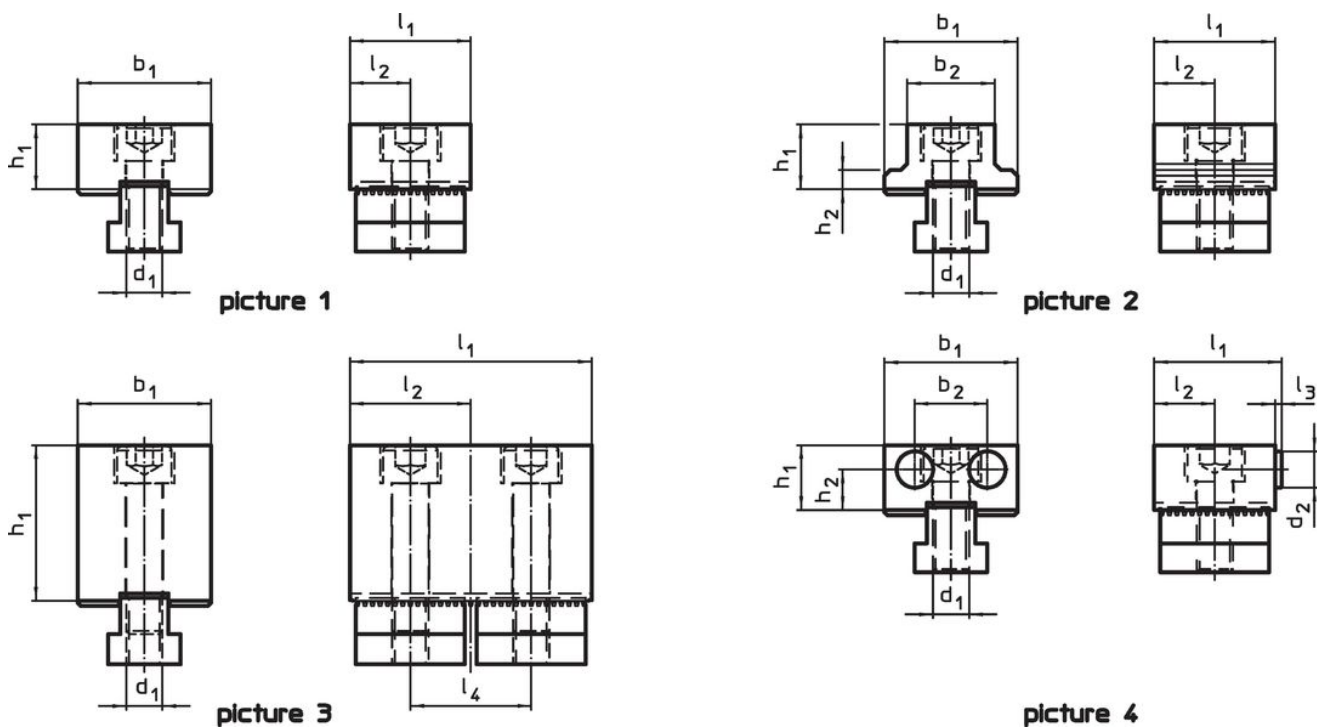 b1
l1
l2
h1
d1
picture 1
b1
b2
l1
l2
h1
h2
d1
picture 2
b1
l1
l2
h1
d1
l4
picture 3
b1
b2
l1
l2
l3
h1
h2
d2
d1
picture 4